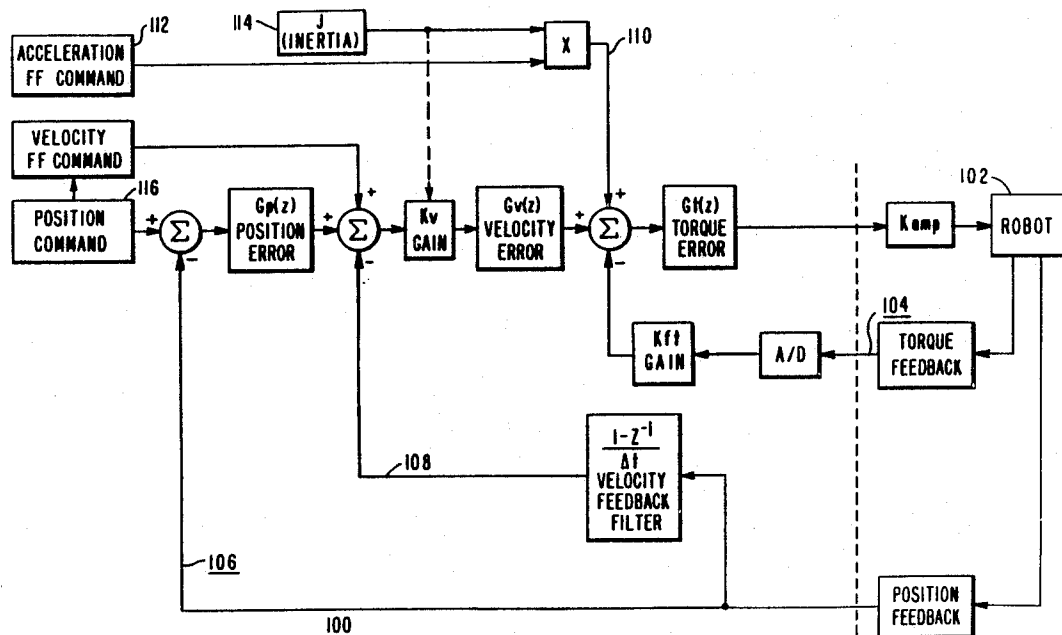 112
ACCELERATION
FF COMMAND
114
J
(INERTIA)
X
110
VELOCITY
FF COMMAND
116
POSITION
COMMAND
+
−
Σ
Gp(z)
POSITION
ERROR
+
+
−
Σ
Kv
GAIN
Gv(z)
VELOCITY
ERROR
+
+
−
Σ
Gt(z)
TORQUE
ERROR
Kamp
102
ROBOT
Kft
GAIN
A/D
104
TORQUE
FEEDBACK
108
1-Z⁻¹
Δt
VELOCITY
FEEDBACK
FILTER
106
100
POSITION
FEEDBACK